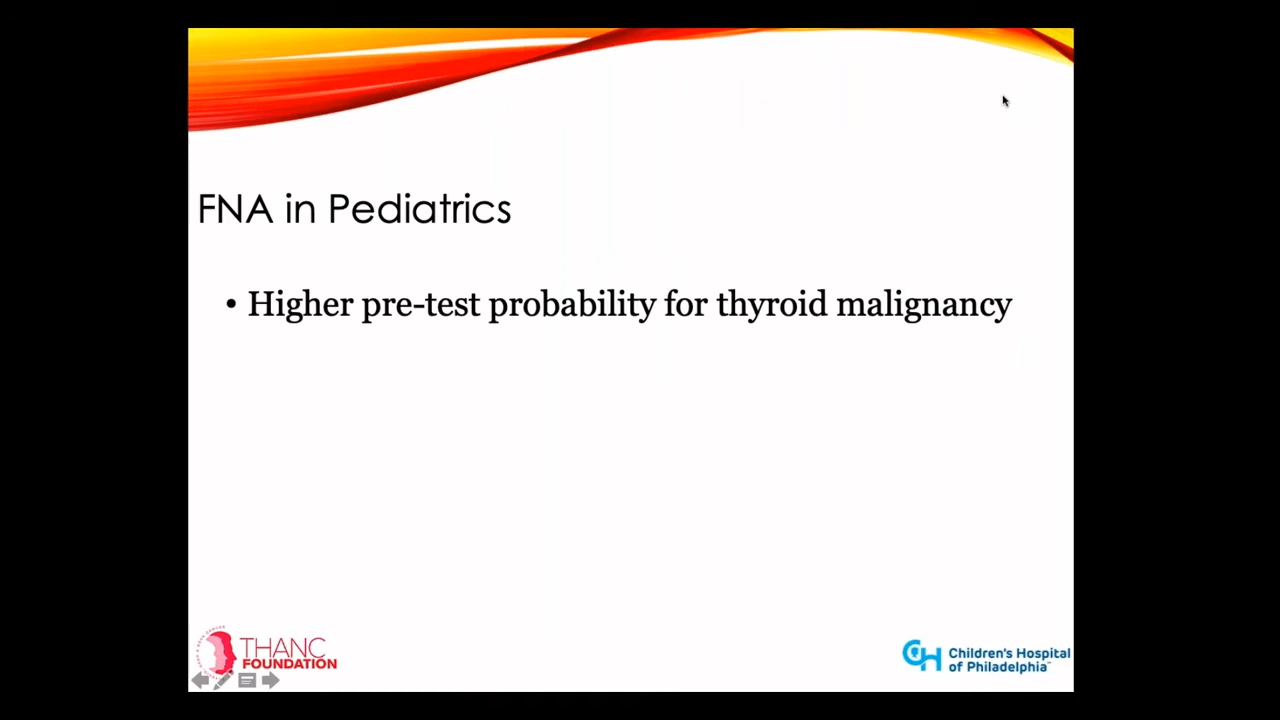 FNA in Pediatrics
• Higher pre-test probability for thyroid malignancy
THANC
FOUNDATION
Children's Hospital
of Philadelphia